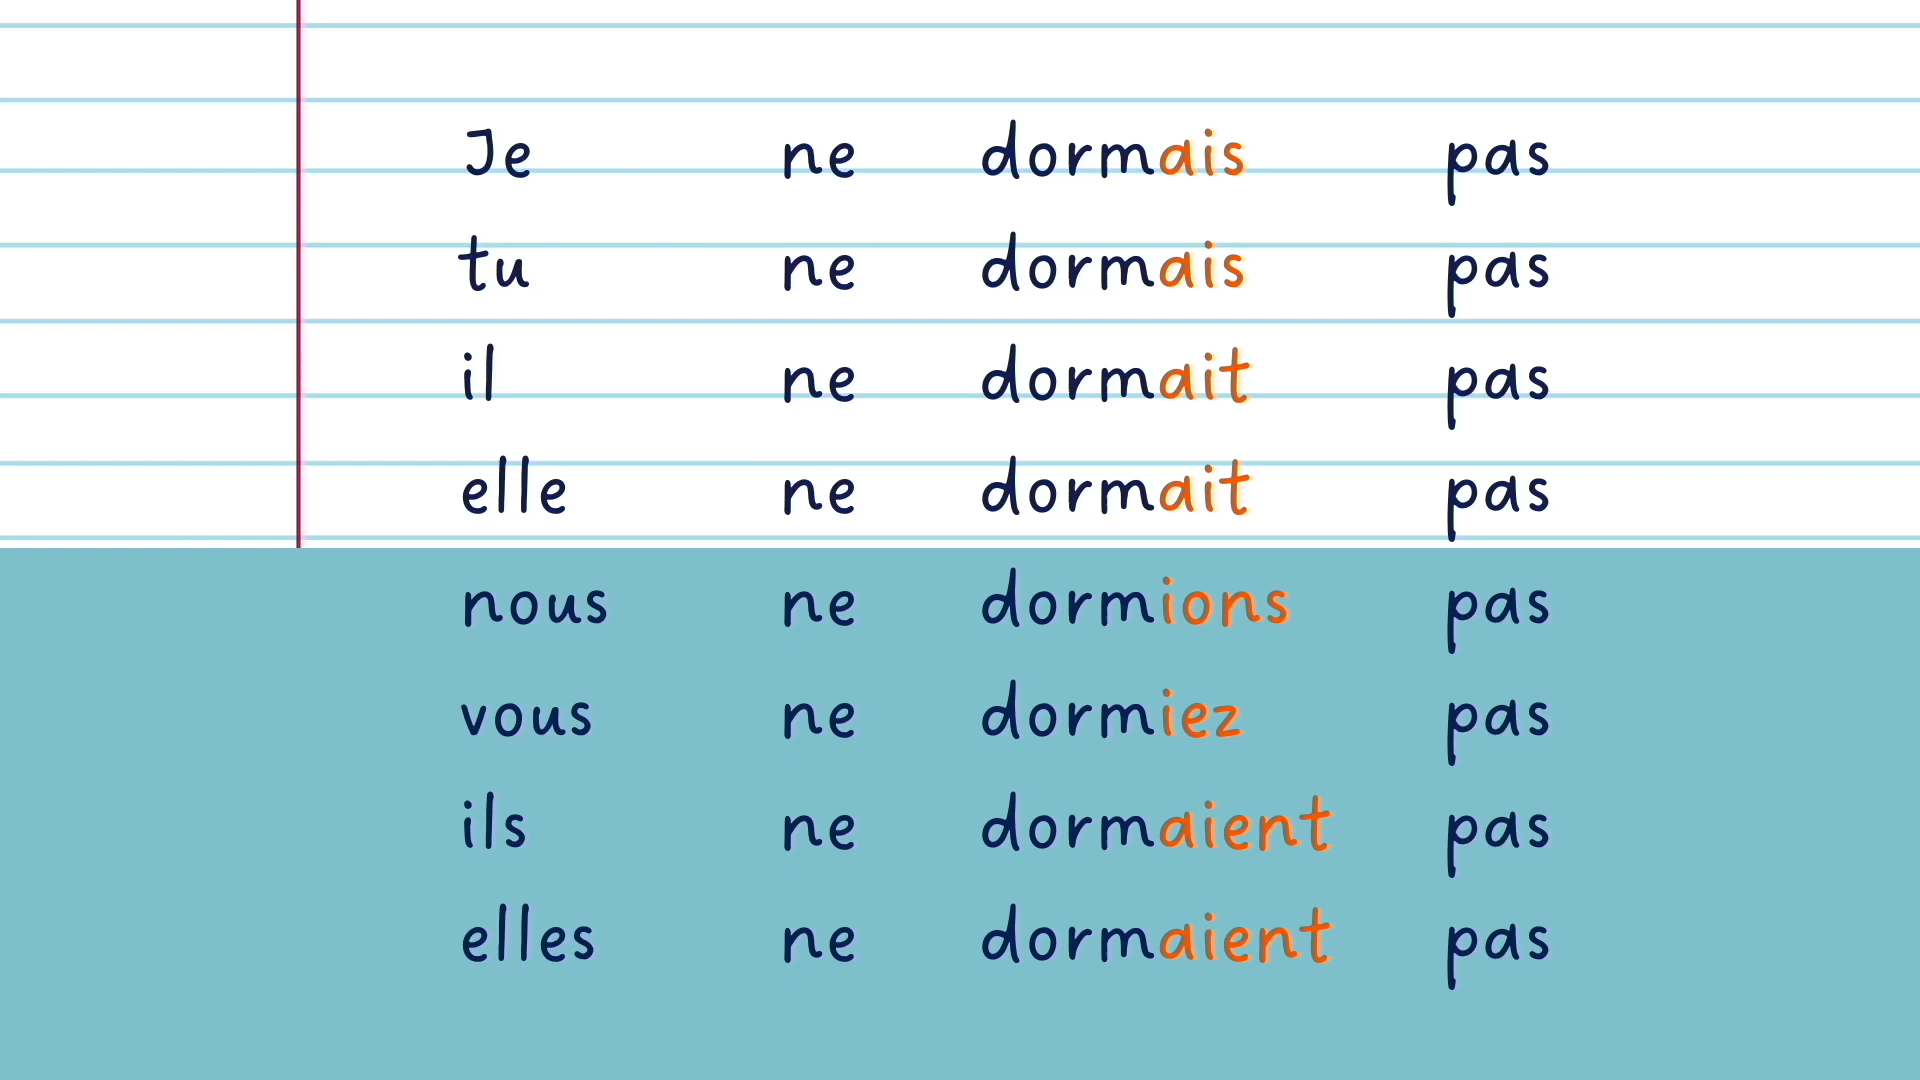 Je ne dormais pas
tu ne dormais pas
il ne dormait pas
elle ne dormait pas
nous ne dormions pas
vous ne dormiez pas
ils ne dormaient pas
elles ne dormaient pas